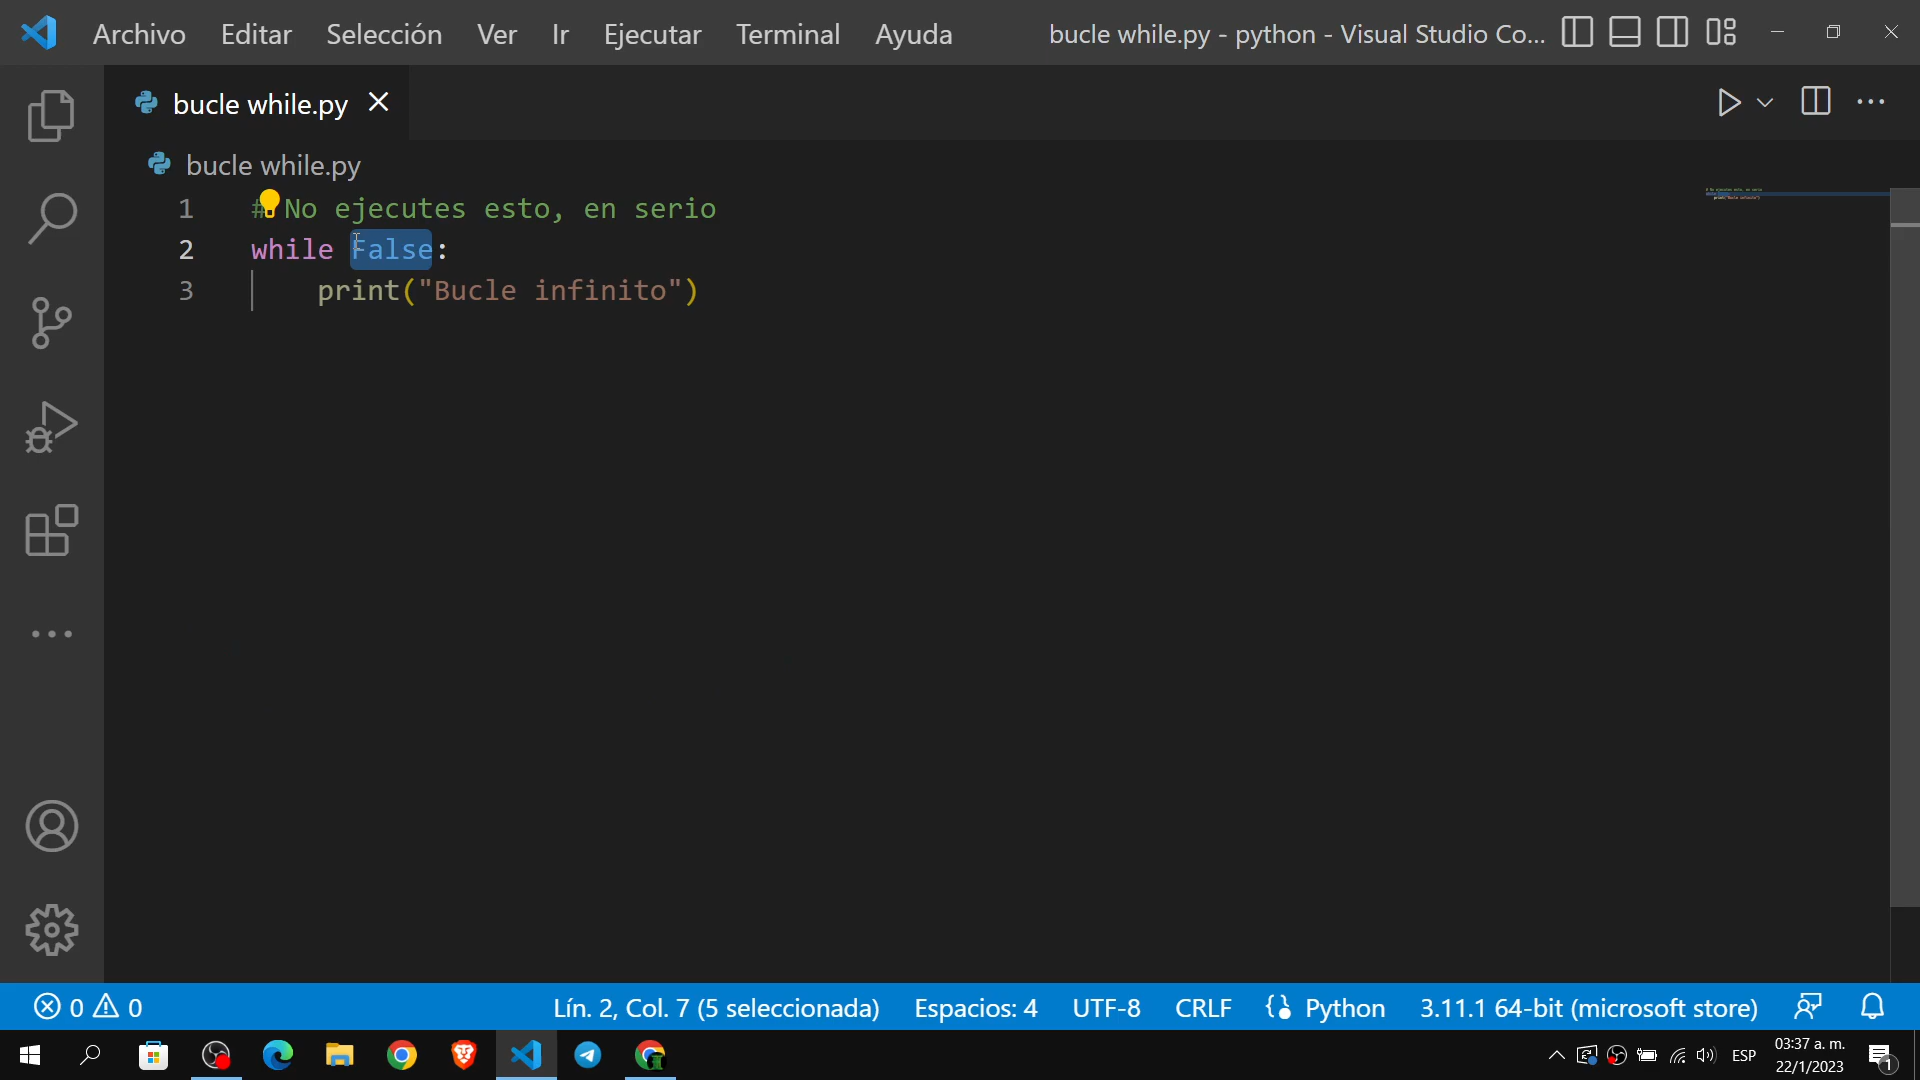 Archivo Editar Selección Ver Ir Ejecutar Terminal Ayuda bucle while.py - python - Visual Studio Co...
bucle while.py
bucle while.py
1 # No ejecutes esto, en serio
2 while False:
3 print("Bucle infinito")
0 0 Lín. 2, Col. 7 (5 seleccionada) Espacios: 4 UTF-8 CRLF Python 3.11.1 64-bit (microsoft store)
ESP 03:37 a. m.
22/1/2023
1